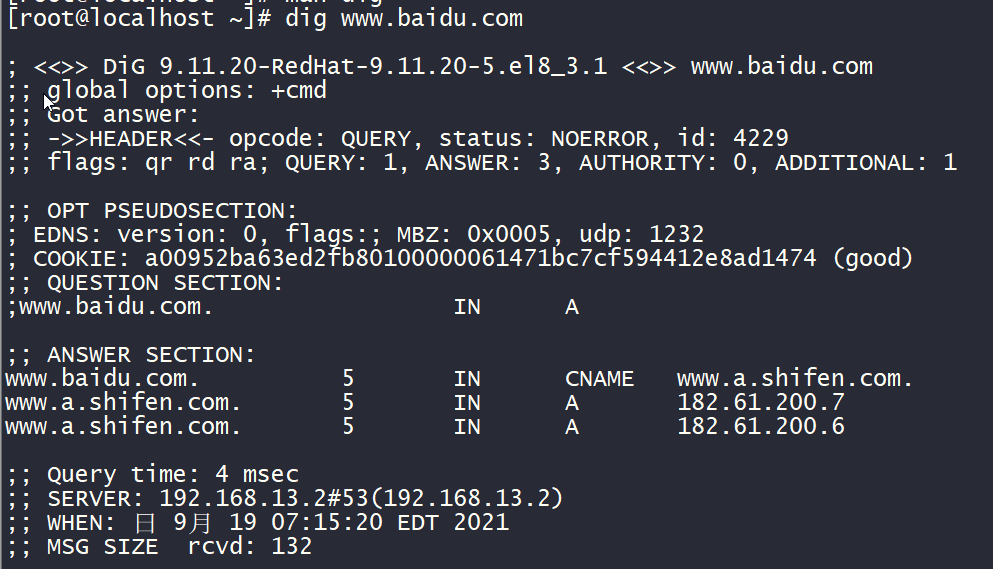 [root@localhost ~]# man dig
[root@localhost ~]# dig www.baidu.com
; <<>> DiG 9.11.20-RedHat-9.11.20-5.el8_3.1 <<>> www.baidu.com
;; global options: +cmd
;; Got answer:
;; ->>HEADER<<- opcode: QUERY, status: NOERROR, id: 4229
;; flags: qr rd ra; QUERY: 1, ANSWER: 3, AUTHORITY: 0, ADDITIONAL: 1
;; OPT PSEUDOSECTION:
; EDNS: version: 0, flags:; MBZ: 0x0005, udp: 1232
; COOKIE: a00952ba63ed2fb80100000061471bc7cf594412e8ad1474 (good)
;; QUESTION SECTION:
;www.baidu.com. IN A
;; ANSWER SECTION:
www.baidu.com. 5 IN CNAME www.a.shifen.com.
www.a.shifen.com. 5 IN A 182.61.200.7
www.a.shifen.com. 5 IN A 182.61.200.6
;; Query time: 4 msec
;; SERVER: 192.168.13.2#53(192.168.13.2)
;; WHEN: 日 9月 19 07:15:20 EDT 2021
;; MSG SIZE rcvd: 132